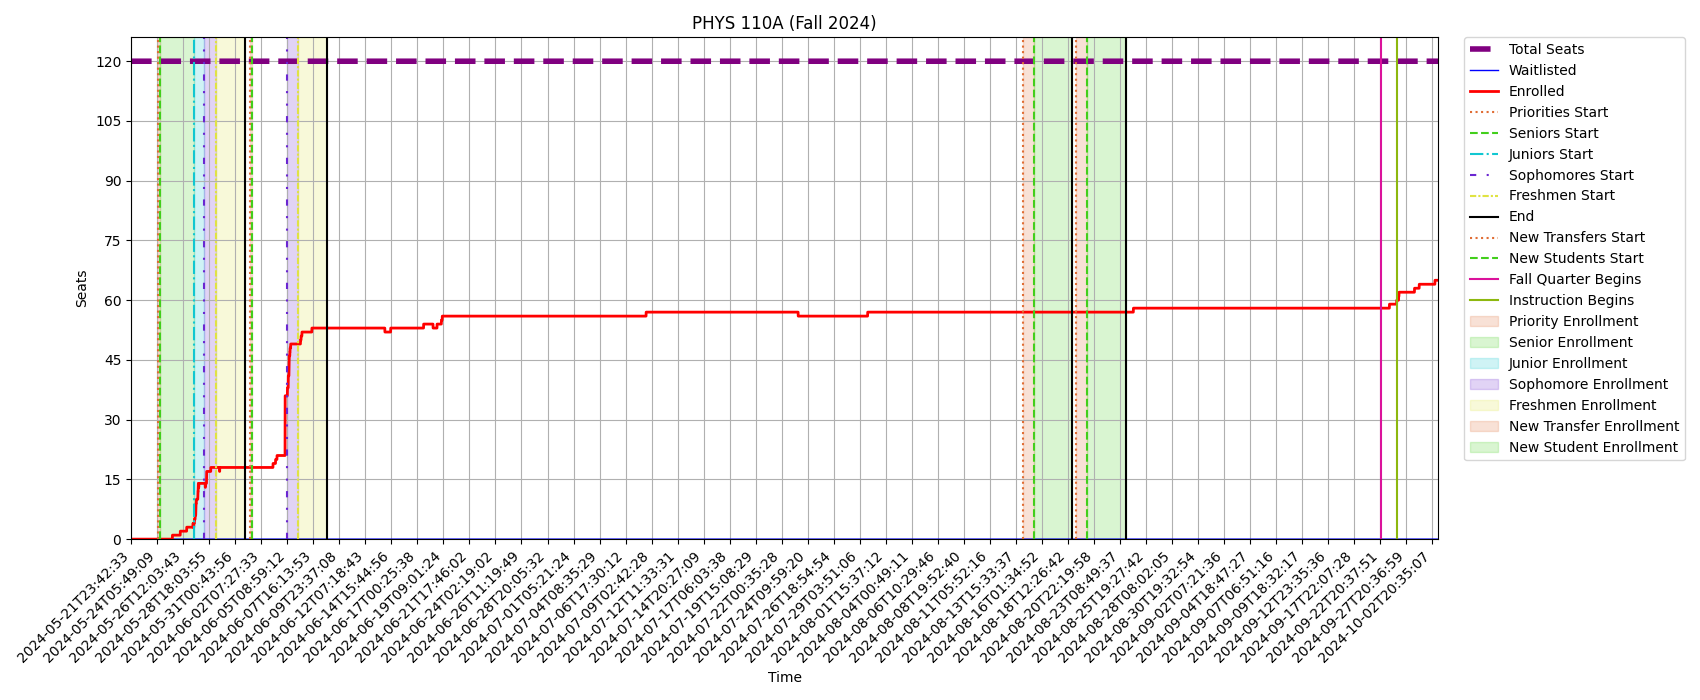 PHYS 110A (Fall 2024)
Seats
120
105
90
75
60
45
30
15
0
2024-05-21T23:42:33
2024-05-24T05:49:09
2024-05-26T12:03:43
2024-05-28T18:03:55
2024-05-31T00:43:56
2024-06-02T07:27:33
2024-06-05T08:59:12
2024-06-07T16:13:53
2024-06-09T23:37:08
2024-06-12T07:18:43
2024-06-14T15:44:56
2024-06-17T00:25:38
2024-06-19T09:01:24
2024-06-21T17:46:02
2024-06-24T02:19:02
2024-06-26T11:19:49
2024-06-28T20:05:32
2024-07-01T05:21:24
2024-07-04T08:35:29
2024-07-06T17:30:12
2024-07-09T02:42:28
2024-07-12T11:33:31
2024-07-14T20:27:09
2024-07-17T06:03:38
2024-07-19T15:08:29
2024-07-22T00:35:28
2024-07-24T09:59:20
2024-07-26T18:54:54
2024-07-29T03:51:06
2024-08-01T15:37:12
2024-08-04T00:49:11
2024-08-06T10:29:46
2024-08-08T19:52:40
2024-08-11T05:52:16
2024-08-13T15:33:37
2024-08-16T01:34:52
2024-08-18T12:26:42
2024-08-20T22:19:58
2024-08-23T08:49:37
2024-08-25T19:27:42
2024-08-28T08:02:05
2024-08-30T19:32:54
2024-09-02T07:21:36
2024-09-04T18:47:27
2024-09-07T06:51:16
2024-09-09T18:32:17
2024-09-12T23:35:36
2024-09-17T22:07:28
2024-09-22T20:37:51
2024-09-27T20:36:59
2024-10-02T20:35:07
Time
Total Seats
Waitlisted
Enrolled
Priorities Start
Seniors Start
Juniors Start
Sophomores Start
Freshmen Start
End
New Transfers Start
New Students Start
Fall Quarter Begins
Instruction Begins
Priority Enrollment
Senior Enrollment
Junior Enrollment
Sophomore Enrollment
Freshmen Enrollment
New Transfer Enrollment
New Student Enrollment